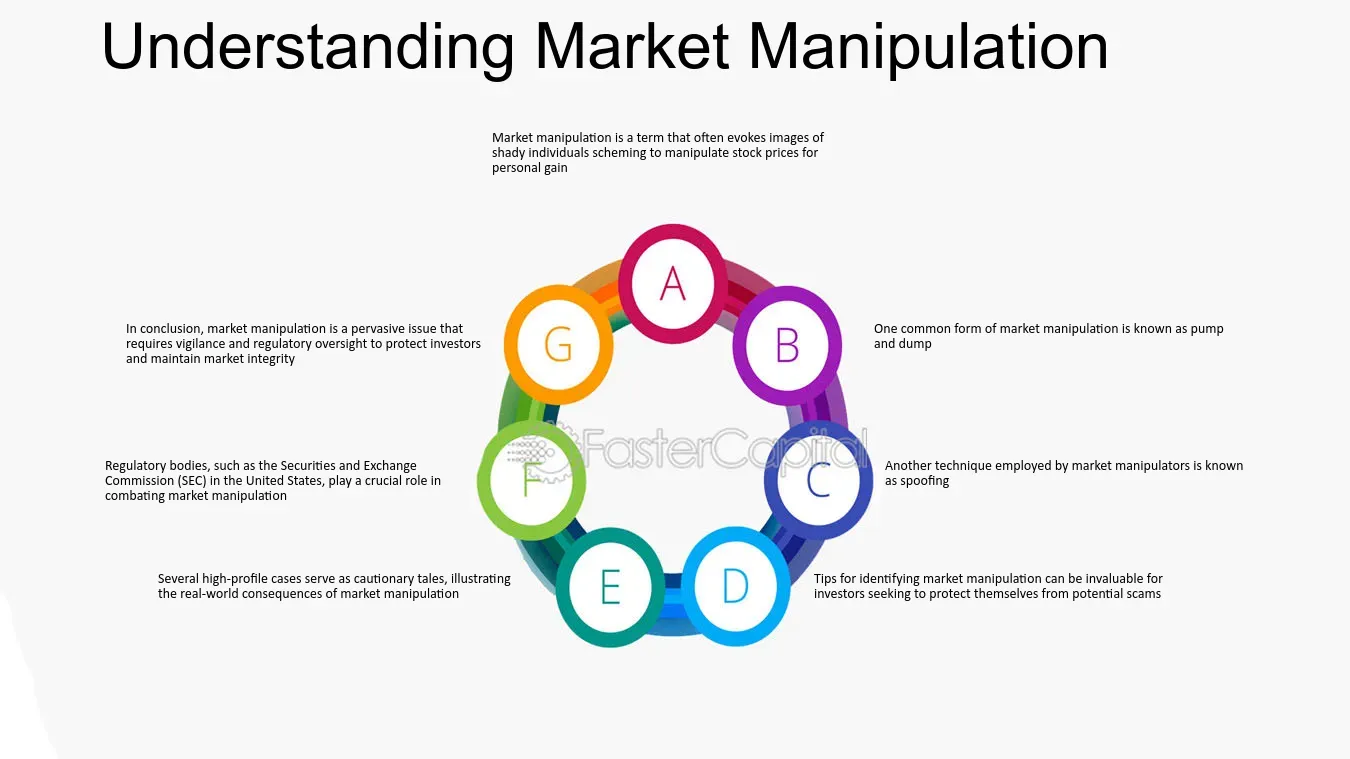 Understanding Market Manipulation
Market manipulation is a term that often evokes images of
shady individuals scheming to manipulate stock prices for
personal gain
A
B
One common form of market manipulation is known as pump
and dump
C
Another technique employed by market manipulators is known
as spoofing
D
Tips for identifying market manipulation can be invaluable for
investors seeking to protect themselves from potential scams
E
Several high-profile cases serve as cautionary tales, illustrating
the real-world consequences of market manipulation
F
Regulatory bodies, such as the Securities and Exchange
Commission (SEC) in the United States, play a crucial role in
combating market manipulation
G
In conclusion, market manipulation is a pervasive issue that
requires vigilance and regulatory oversight to protect investors
and maintain market integrity
FasterCapital